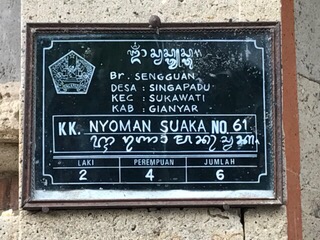 Br. SENGGUAN
DESA : SINGAPADU
KEC : SUKAWATI
KAB : GIANYAR
KK. NYOMAN SUAKA NO. 61
LAKI PEREMPUAN JUMLAH
2 4 6